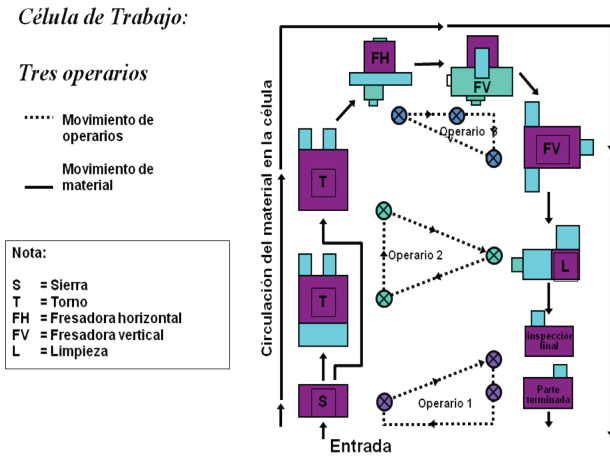 Célula de Trabajo:
Tres operarios
Movimiento de
operarios
Movimiento de
material
Nota:
S = Sierra
T = Torno
FH = Fresadora horizontal
FV = Fresadora vertical
L = Limpieza
Circulación del material en la célula
FH
FV
Operario 3
FV
T
Operario 2
L
T
Iinspección
final
S
Operario 1
Parte
terminada
Entrada